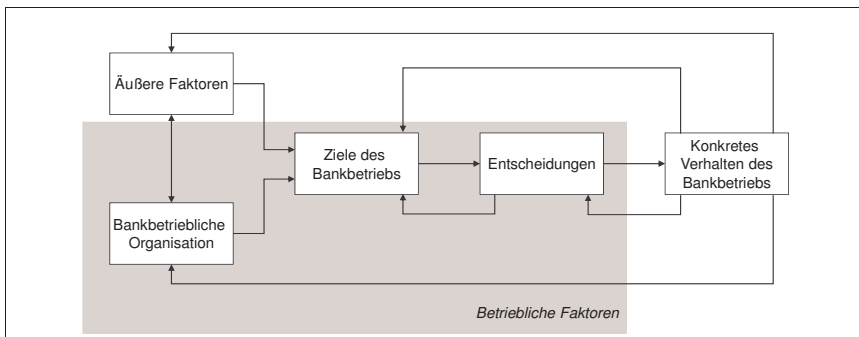 Äußere Faktoren
Ziele des
Bankbetriebs
Entscheidungen
Konkretes
Verhalten des
Bankbetriebs
Bankbetriebliche
Organisation
Betriebliche Faktoren